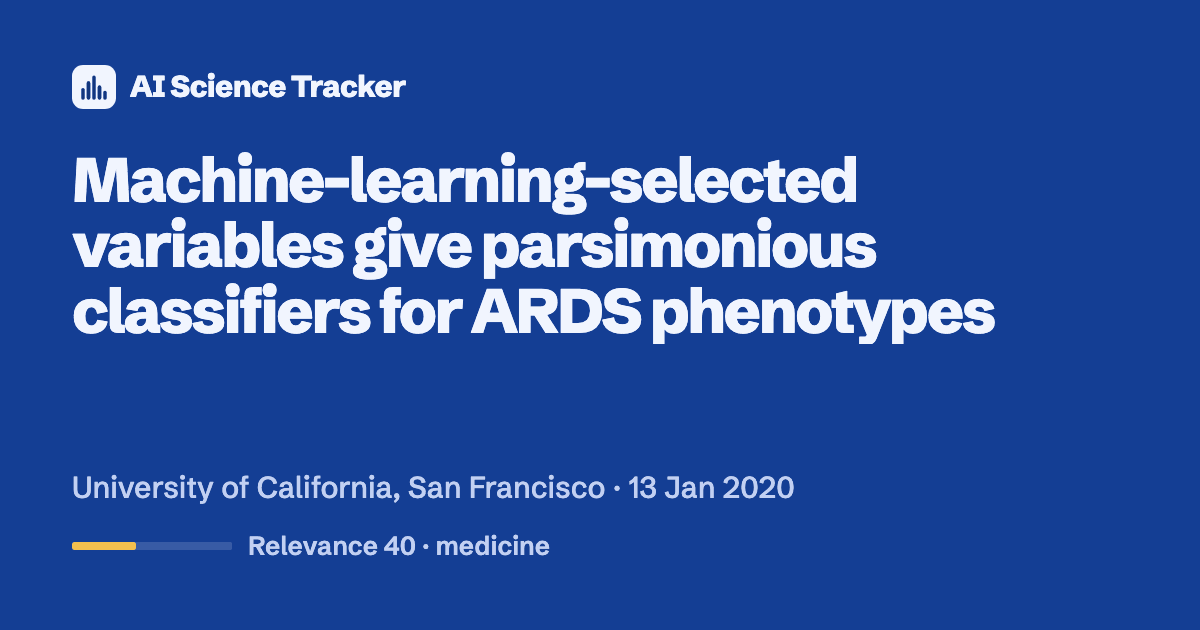 AI Science Tracker
Machine-learning-selected
variables give parsimonious
classifiers for ARDS phenotypes
University of California, San Francisco · 13 Jan 2020
Relevance 40 · medicine